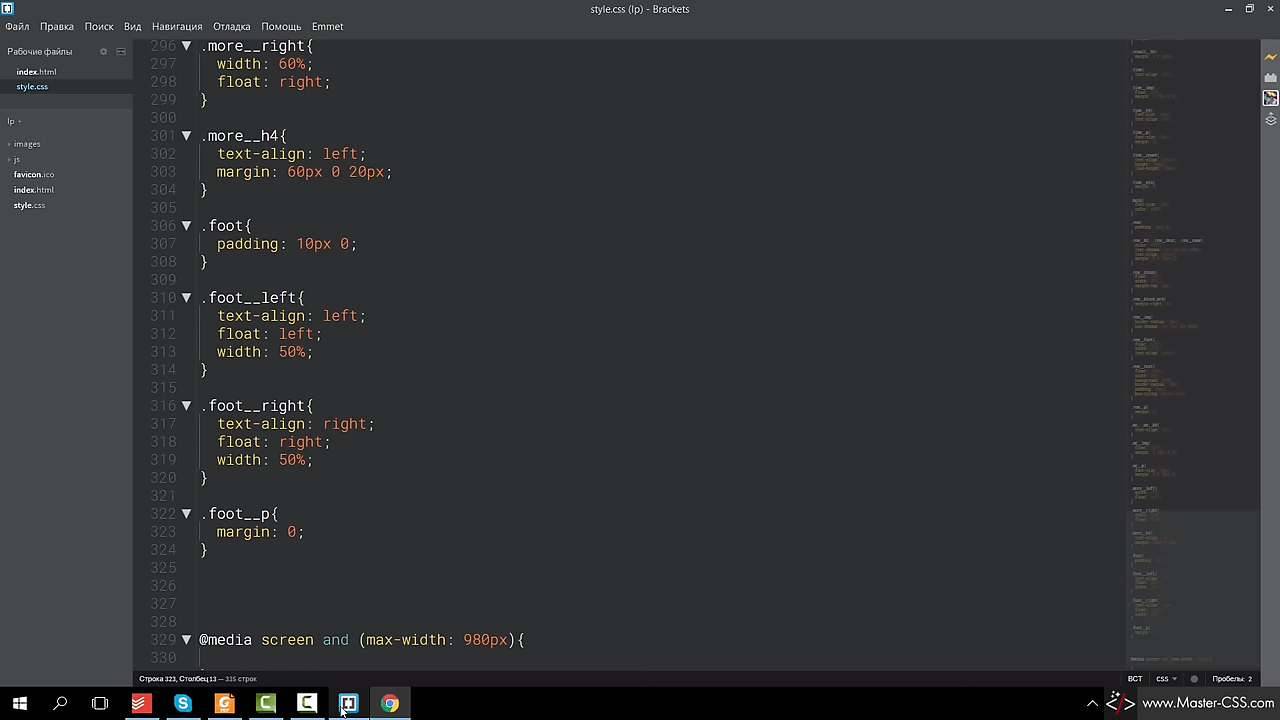 style.css (lp) - Brackets
Файл Правка Поиск Вид Навигация Отладка Помощь Emmet
Рабочие файлы
index.html
style.css
lp
images
js
favicon.ico
index.html
style.css
296 .more__right{
297 width: 60%;
298 float: right;
299 }
300
301 .more__h4{
302 text-align: left;
303 margin: 60px 0 20px;
304 }
305
306 .foot{
307 padding: 10px 0;
308 }
309
310 .foot__left{
311 text-align: left;
312 float: left;
313 width: 50%;
314 }
315
316 .foot__right{
317 text-align: right;
318 float: right;
319 width: 50%;
320 }
321
322 .foot__p{
323 margin: 0;
324 }
325
326
327
328
329 @media screen and (max-width: 980px){
330
Строка 323, Столбец 13 — 335 строк
ВСТ CSS Пробелы: 2
www.Master-CSS.com